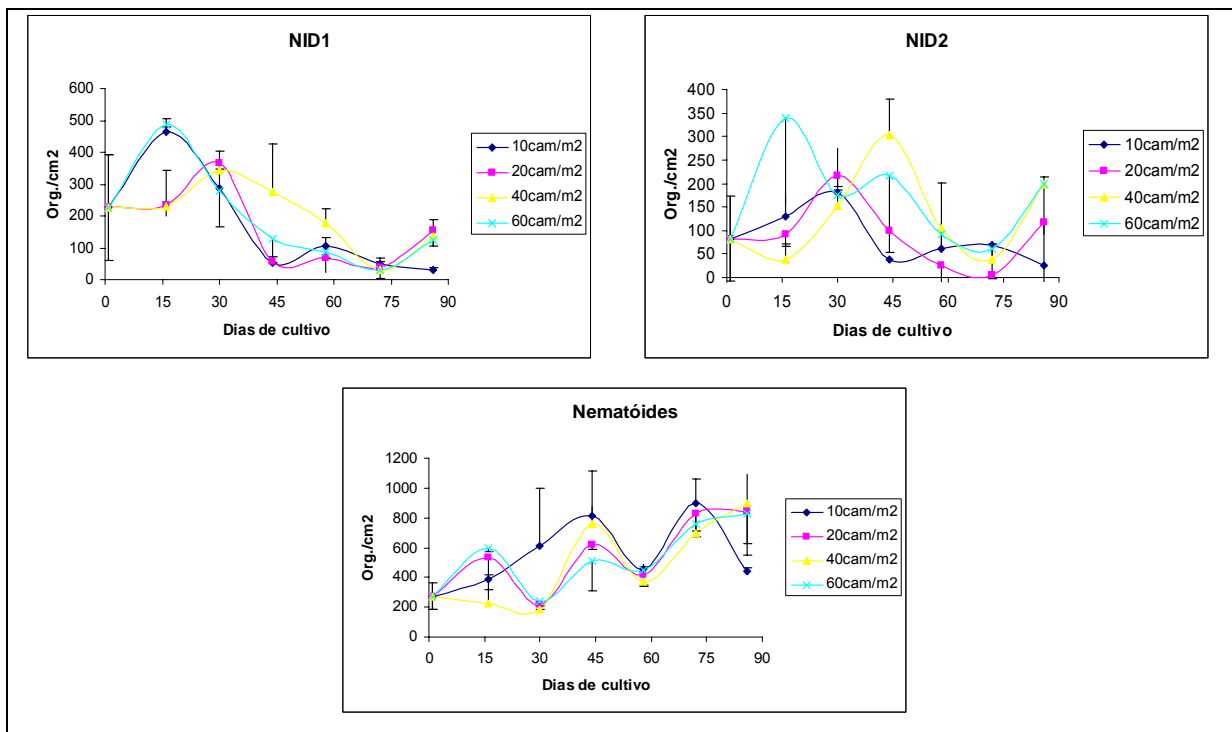 NID1
600
500
400
300
200
100
0
0 15 30 45 60 75 90
Org./cm2
Dias de cultivo
10cam/m2
20cam/m2
40cam/m2
60cam/m2
NID2
400
350
300
250
200
150
100
50
0
0 15 30 45 60 75 90
Org./cm2
Dias de cultivo
10cam/m2
20cam/m2
40cam/m2
60cam/m2
Nematóides
1200
1000
800
600
400
200
0
0 15 30 45 60 75 90
Org./cm2
Dias de cultivo
10cam/m2
20cam/m2
40cam/m2
60cam/m2